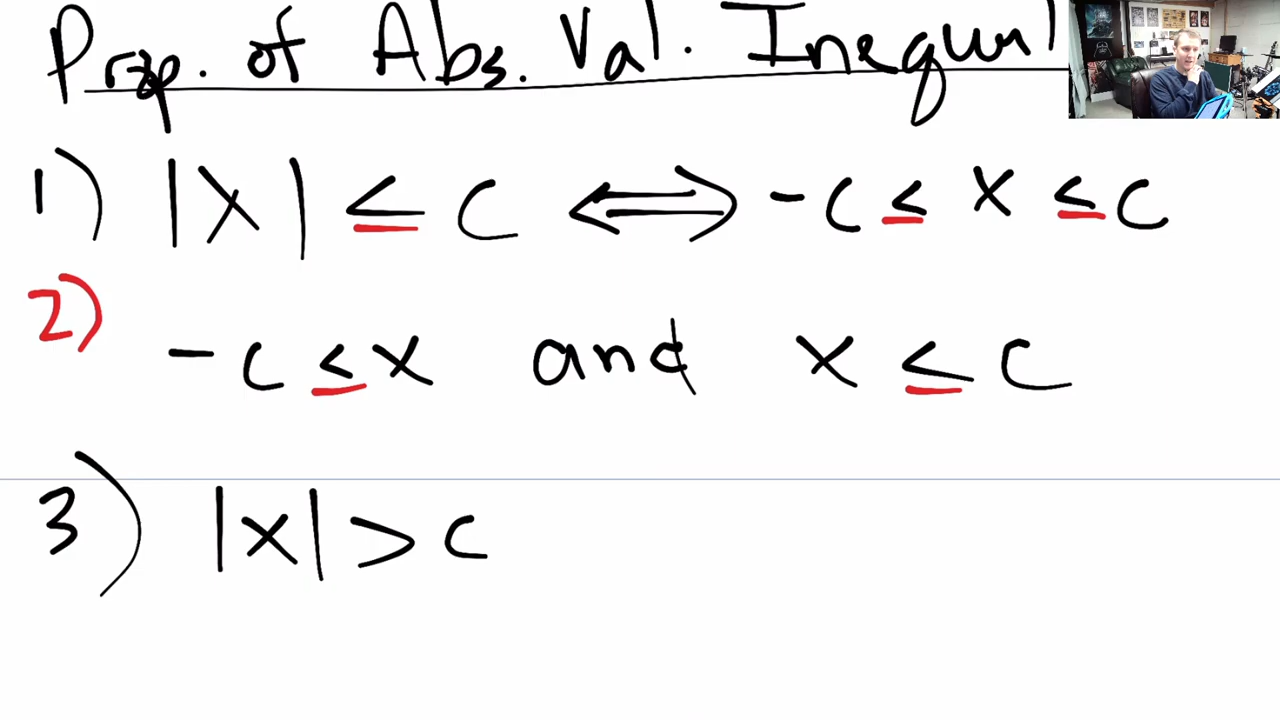 Prop. of Abs. Val. Inequal
1) |x| ≤ c ⟺ -c ≤ x ≤ c
2) -c ≤ x and x ≤ c
3) |x| > c